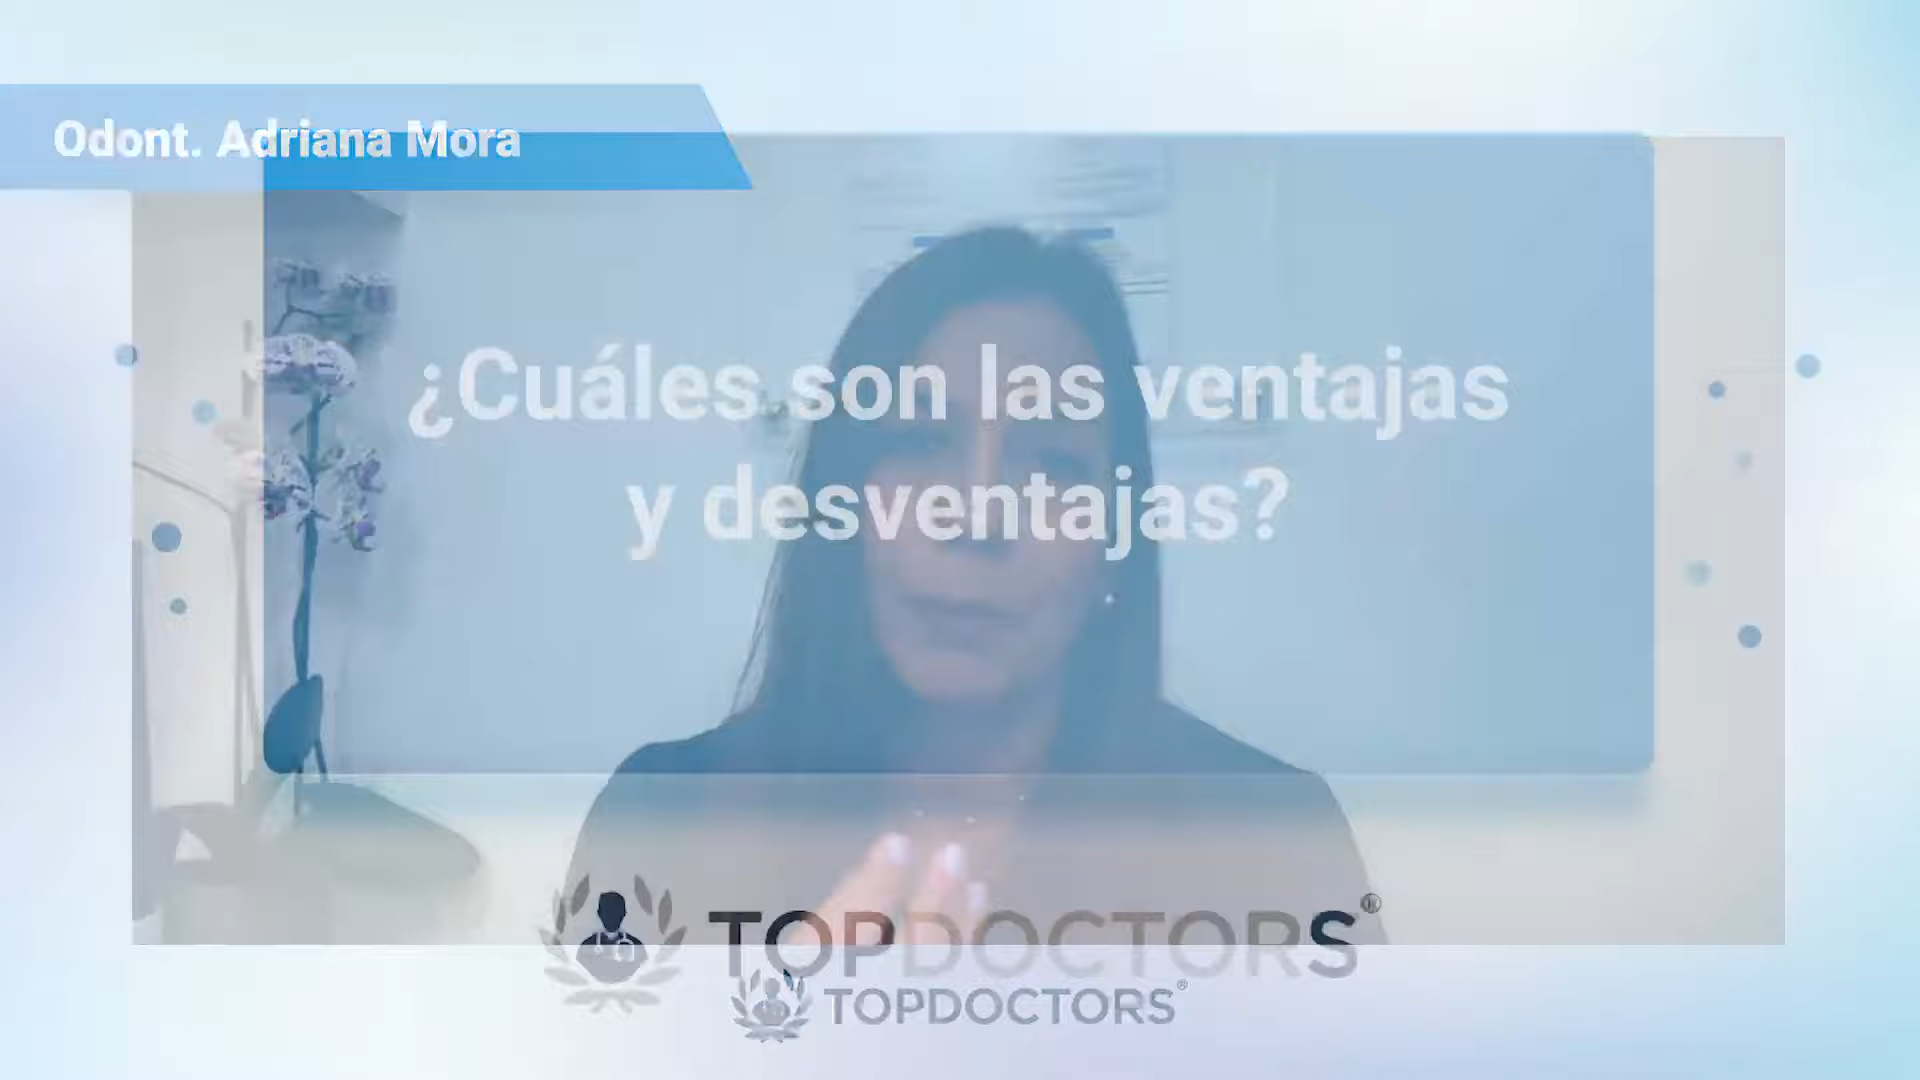 Odont. Adriana Mora
¿Cuáles son las ventajas
y desventajas?
TOPDOCTORS®
TOPDOCTORS®